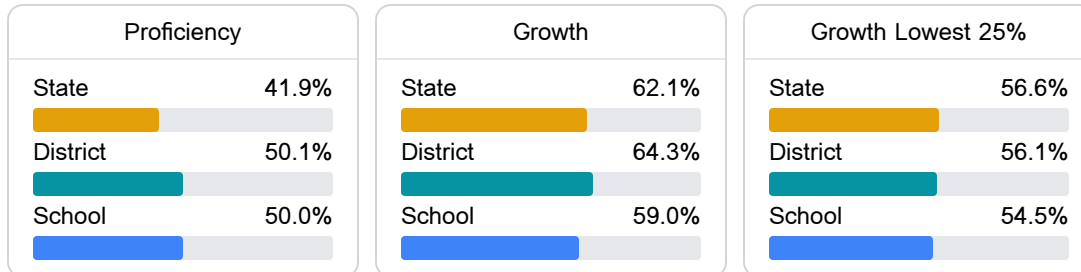 Proficiency
State 41.9%
District 50.1%
School 50.0%
Growth
State 62.1%
District 64.3%
School 59.0%
Growth Lowest 25%
State 56.6%
District 56.1%
School 54.5%